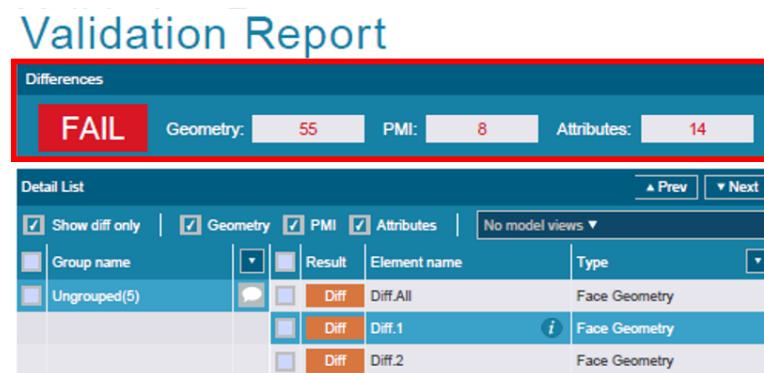 Validation Report
Differences
FAIL Geometry: 55 PMI: 8 Attributes: 14
Detail List ▲ Prev ▼ Next
Show diff only Geometry PMI Attributes No model views ▼
Group name Result Element name Type
Ungrouped(5) Diff Diff.All Face Geometry
Diff Diff.1 i Face Geometry
Diff Diff.2 Face Geometry